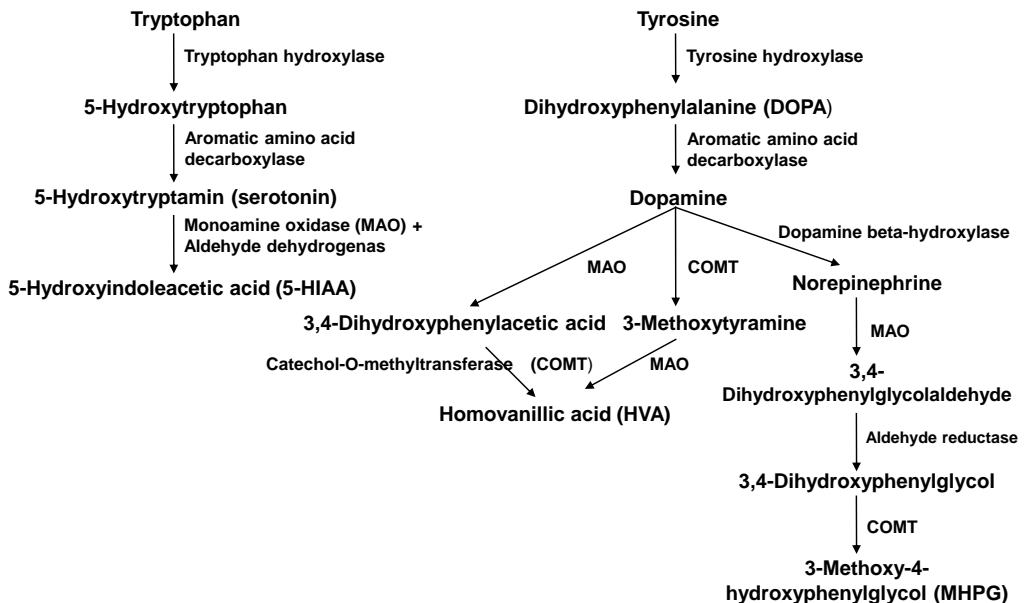 Tryptophan
Tryptophan hydroxylase
5-Hydroxytryptophan
Aromatic amino acid
decarboxylase
5-Hydroxytryptamin (serotonin)
Monoamine oxidase (MAO) +
Aldehyde dehydrogenas
5-Hydroxyindoleacetic acid (5-HIAA)
Tyrosine
Tyrosine hydroxylase
Dihydroxyphenylalanine (DOPA)
Aromatic amino acid
decarboxylase
Dopamine
MAO
COMT
Dopamine beta-hydroxylase
3,4-Dihydroxyphenylacetic acid
3-Methoxytyramine
Catechol-O-methyltransferase (COMT)
MAO
Homovanillic acid (HVA)
Norepinephrine
MAO
3,4-
Dihydroxyphenylglycolaldehyde
Aldehyde reductase
3,4-Dihydroxyphenylglycol
COMT
3-Methoxy-4-
hydroxyphenylglycol (MHPG)